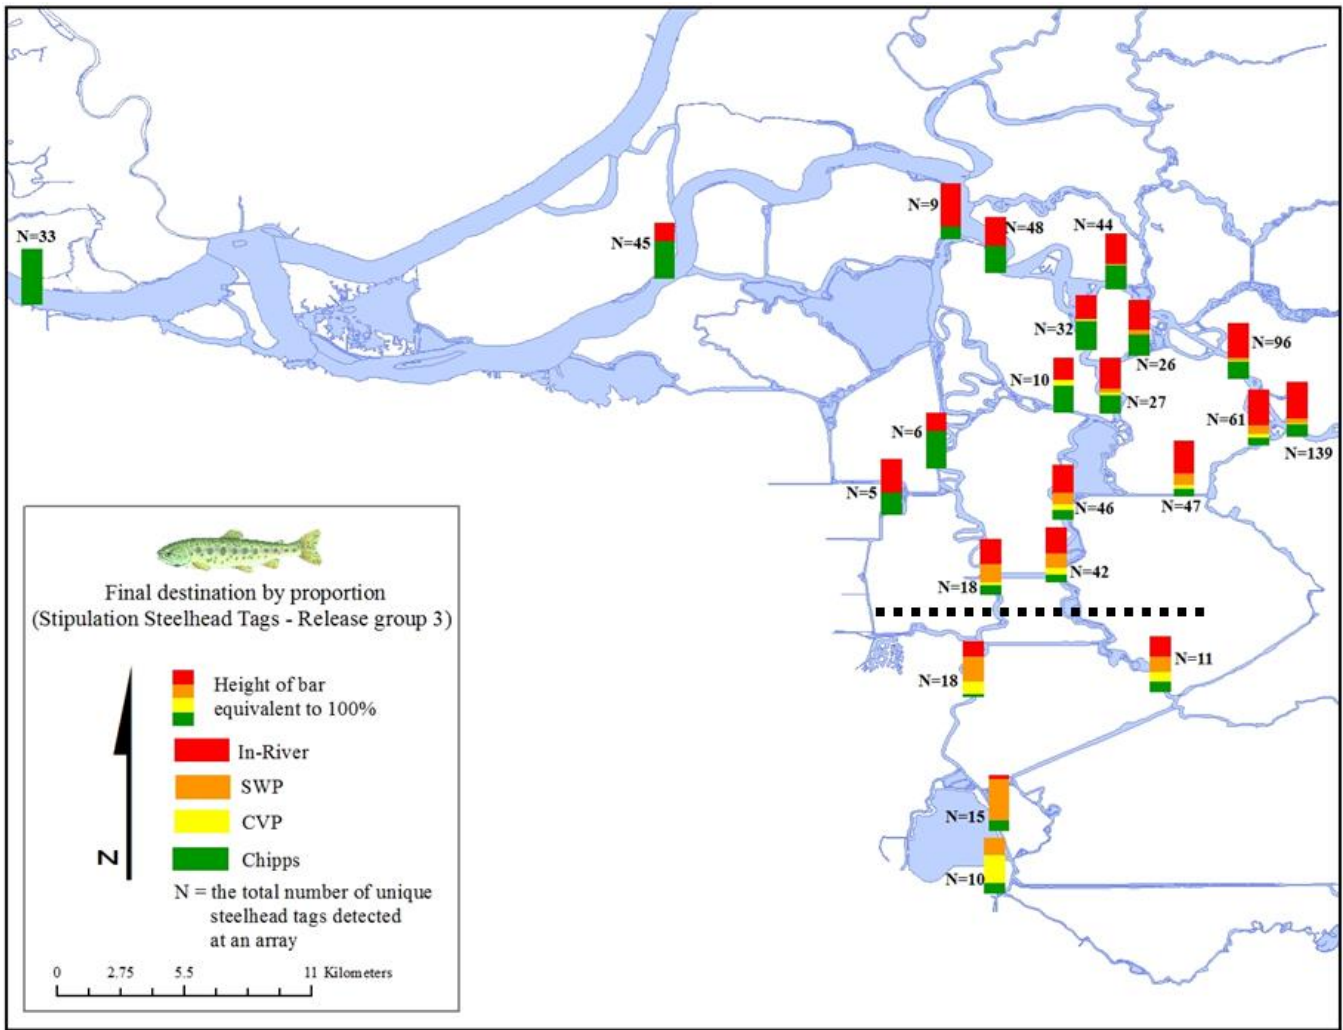 N=33
N=45
N=9
N=48
N=44
N=32
N=26
N=96
N=10
N=27
N=61
N=139
N=6
N=5
N=46
N=47
N=42
N=18
N=18
N=11
N=15
N=10
Final destination by proportion
(Stipulation Steelhead Tags - Release group 3)
Height of bar
equivalent to 100%
In-River
SWP
CVP
Chipps
N
N = the total number of unique
steelhead tags detected
at an array
0 2.75 5.5 11 Kilometers